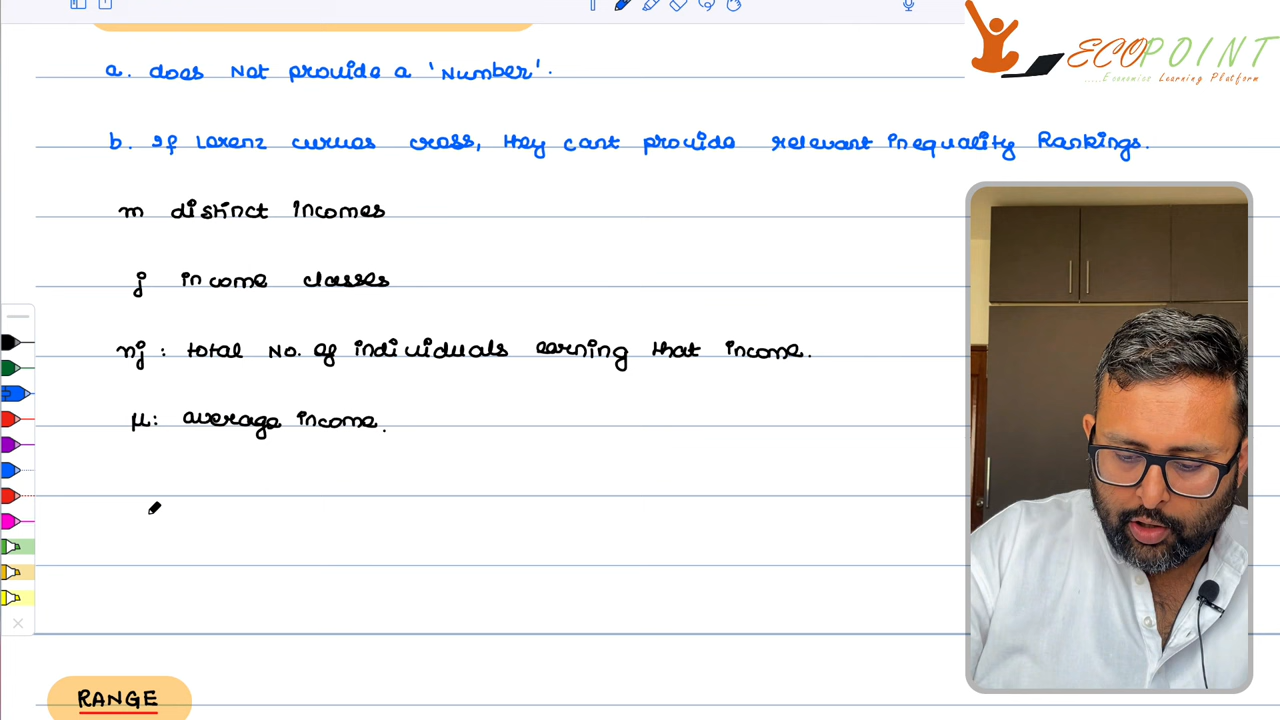 a. does Not provide a 'Number'.
b. If Lorenz curves cross, they cant provide relevant Inequality Rankings.
m distinct Incomes
j income classes
nj : total No. of individuals earning that income.
μ: average income.
RANGE
ECOPOINT
.....Economics Learning Platform